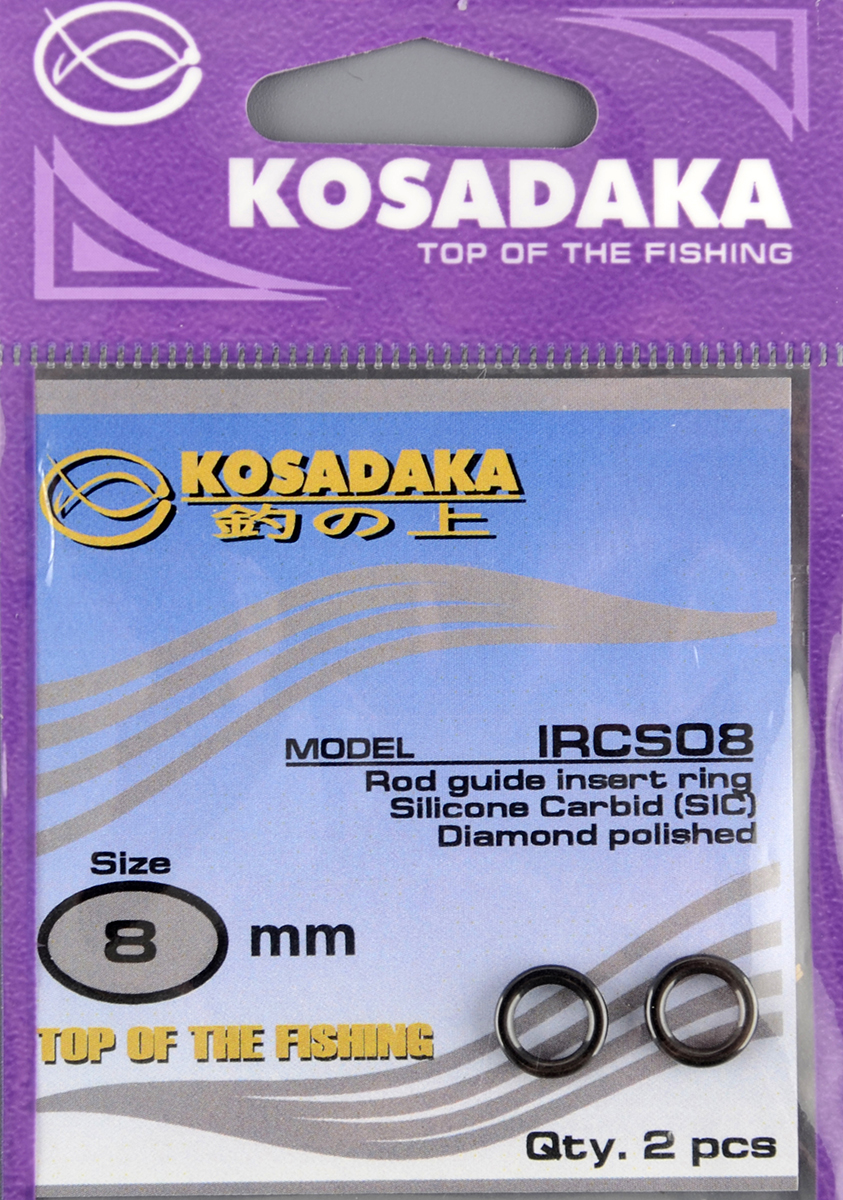 KOSADAKA
TOP OF THE FISHING
KOSADAKA
釣の上
MODEL IRCS08
Rod guide insert ring
Silicone Carbid (SIC)
Diamond polished
Size
8 mm
TOP OF THE FISHING
Qty. 2 pcs